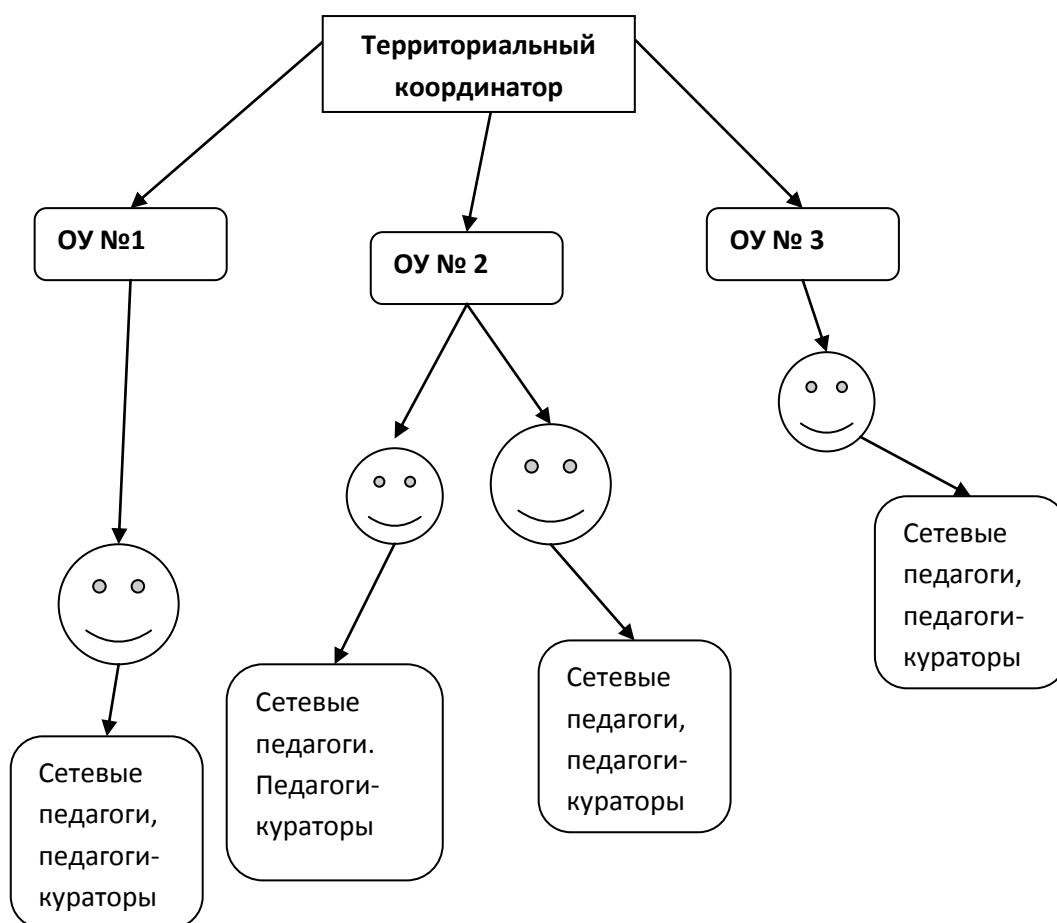 Территориальный
координатор
ОУ №1
ОУ № 2
ОУ № 3
Сетевые
педагоги,
педагоги-
кураторы
Сетевые
педагоги.
Педагоги-
кураторы
Сетевые
педагоги,
педагоги-
кураторы
Сетевые
педагоги,
педагоги-
кураторы